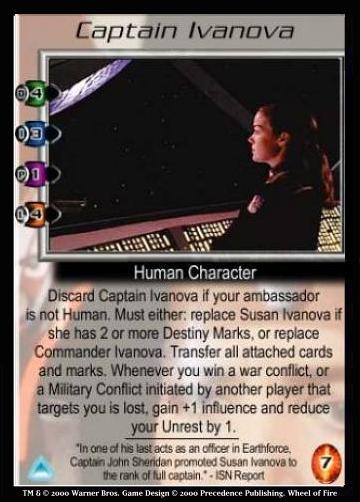 Captain Ivanova
D 4
I 3
P 1
L 4
Human Character
Discard Captain Ivanova if your ambassador
is not Human. Must either: replace Susan Ivanova if
she has 2 or more Destiny Marks, or replace
Commander Ivanova. Transfer all attached cards
and marks. Whenever you win a war conflict, or
a Military Conflict initiated by another player that
targets you is lost, gain +1 influence and reduce
your Unrest by 1.
"In one of his last acts as an officer in Earthforce,
Captain John Sheridan promoted Susan Ivanova to
the rank of full captain." - ISN Report
7
TM & © 2000 Warner Bros. Game Design © 2000 Precedence Publishing. Wheel of Fire